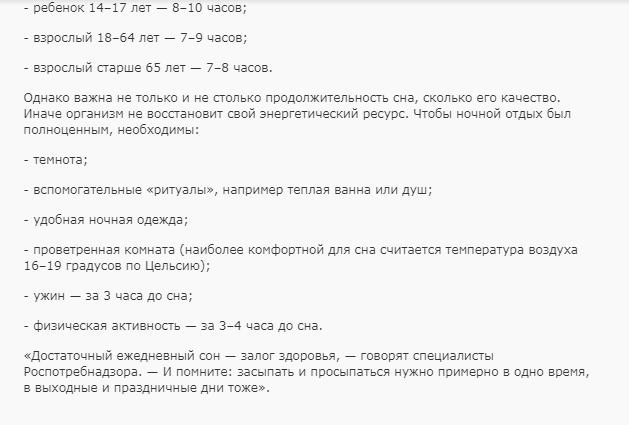 - ребенок 14–17 лет — 8–10 часов;
- взрослый 18–64 лет — 7–9 часов;
- взрослый старше 65 лет — 7–8 часов.
Однако важна не только и не столько продолжительность сна, сколько его качество.
Иначе организм не восстановит свой энергетический ресурс. Чтобы ночной отдых был
полноценным, необходимы:
- темнота;
- вспомогательные «ритуалы», например теплая ванна или душ;
- удобная ночная одежда;
- проветренная комната (наиболее комфортной для сна считается температура воздуха
16–19 градусов по Цельсию);
- ужин — за 3 часа до сна;
- физическая активность — за 3–4 часа до сна.
«Достаточный ежедневный сон — залог здоровья, — говорят специалисты
Роспотребнадзора. — И помните: засыпать и просыпаться нужно примерно в одно время,
в выходные и праздничные дни тоже».